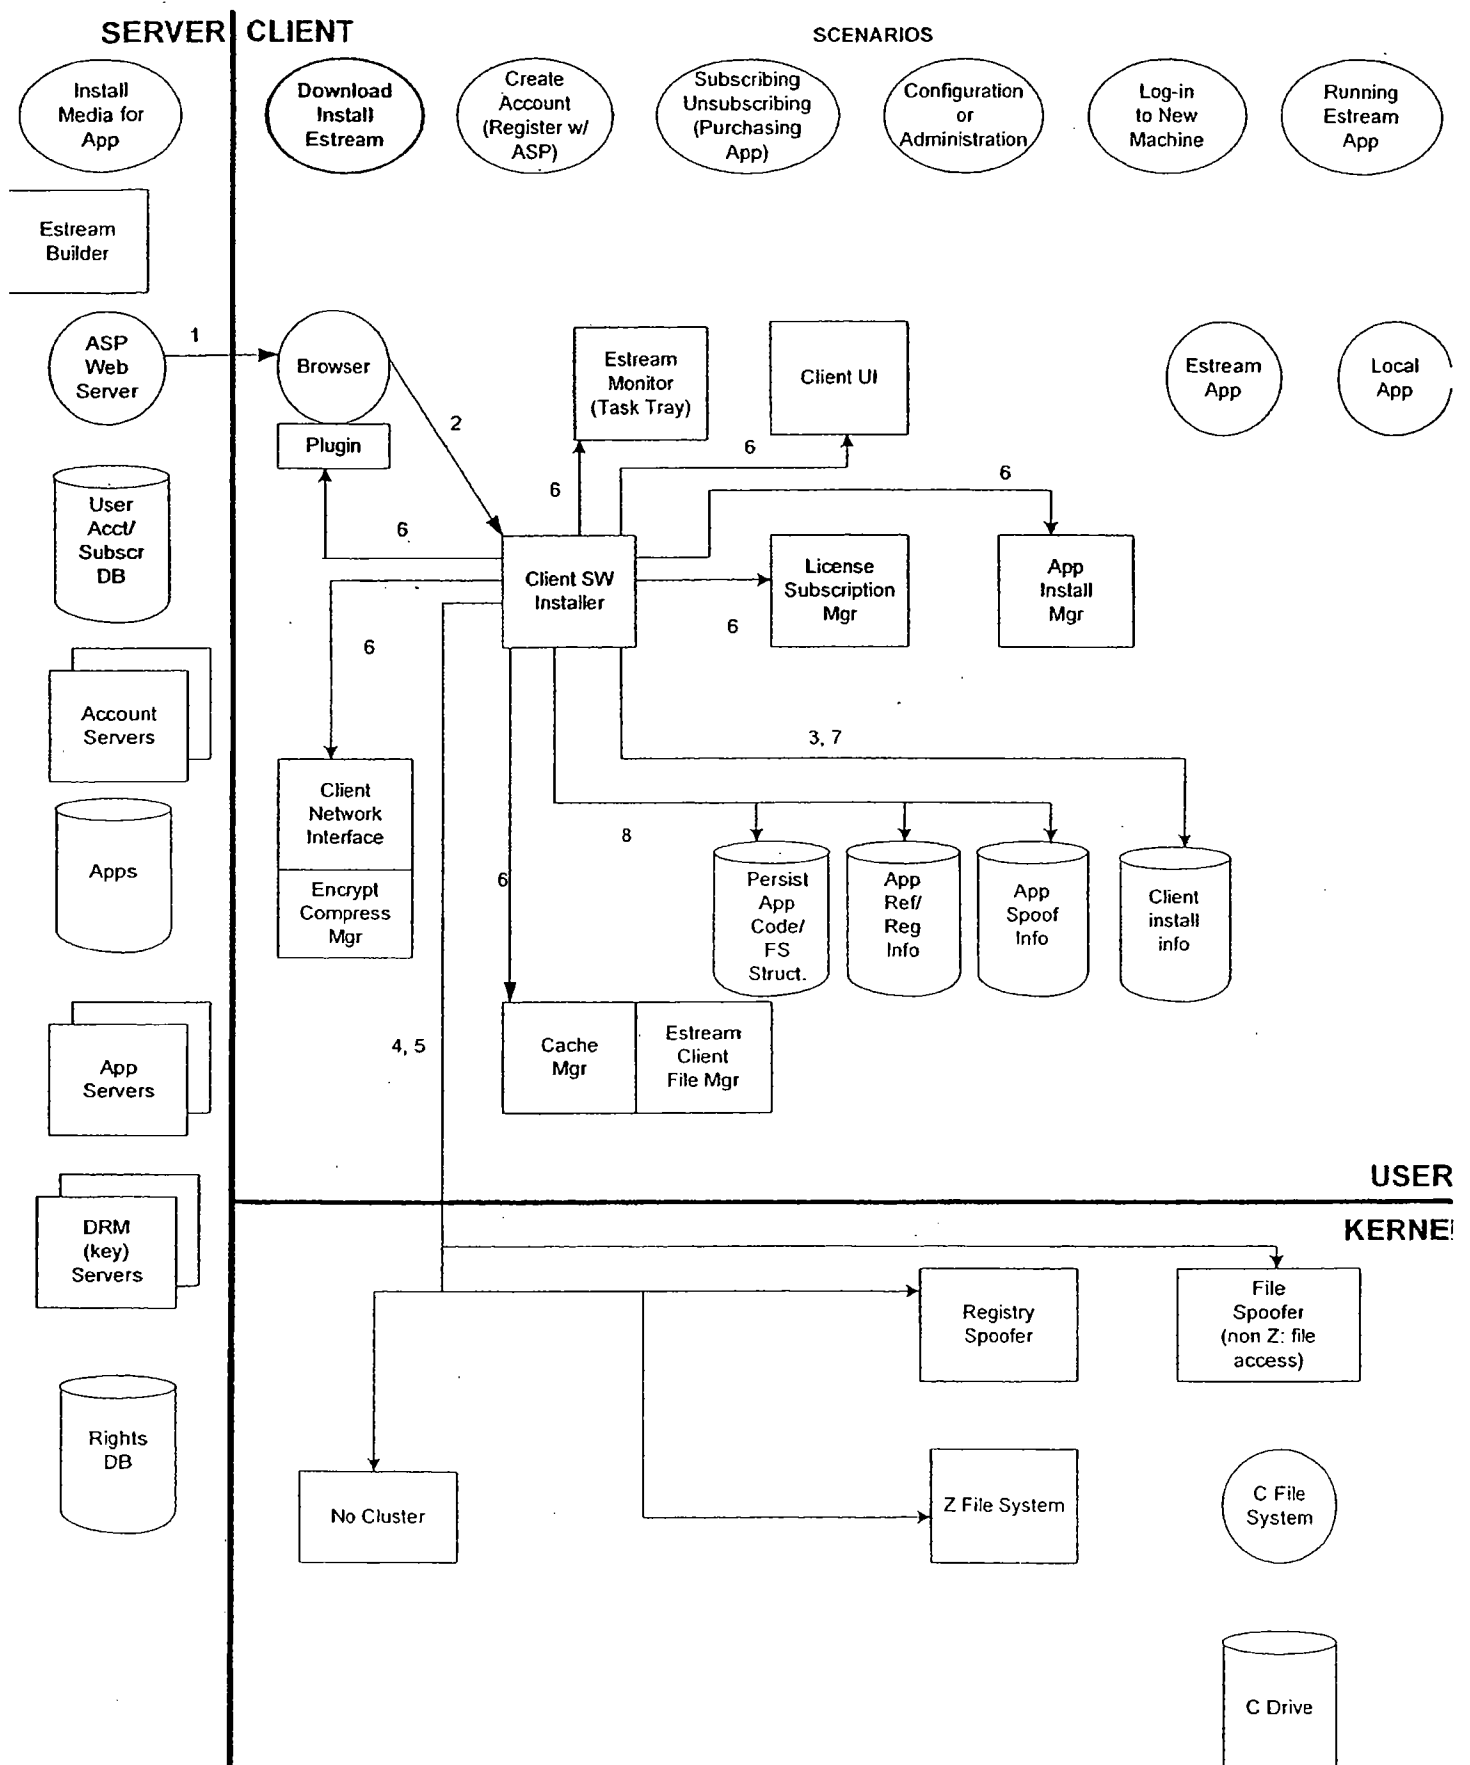 SERVER CLIENT
SCENARIOS
Install
Media for
App
Download
Install
Estream
Create
Account
(Register w/
ASP)
Subscribing
Unsubscribing
(Purchasing
App)
Configuration
or
Administration
Log-in
to New
Machine
Running
Estream
App
Estream
Builder
ASP
Web
Server
1
Browser
Plugin
2
Estream
Monitor
(Task Tray)
Client UI
Estream
App
Local
App
6
6
6
6
User
Acct/
Subscr
DB
Client SW
Installer
License
Subscription
Mgr
App
Install
Mgr
6
6
Account
Servers
3, 7
Client
Network
Interface
Encrypt
Compress
Mgr
8
6
Apps
Persist
App
Code/
FS
Struct.
App
Ref/
Reg
Info
App
Spoof
Info
Client
install
info
4, 5
Cache
Mgr
Estream
Client
File Mgr
App
Servers
USER
KERNE
DRM
(key)
Servers
Registry
Spoofer
File
Spoofer
(non Z: file
access)
Rights
DB
No Cluster
Z File System
C File
System
C Drive